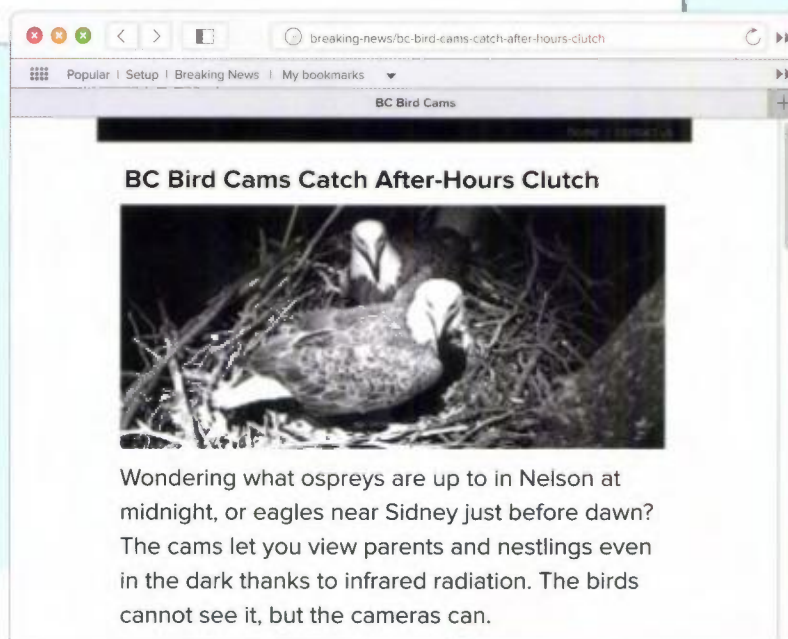 breaking-news/bc-bird-cams-catch-after-hours-clutch
Popular | Setup | Breaking News | My bookmarks
BC Bird Cams
home | contact us
BC Bird Cams Catch After-Hours Clutch
Wondering what ospreys are up to in Nelson at
midnight, or eagles near Sidney just before dawn?
The cams let you view parents and nestlings even
in the dark thanks to infrared radiation. The birds
cannot see it, but the cameras can.